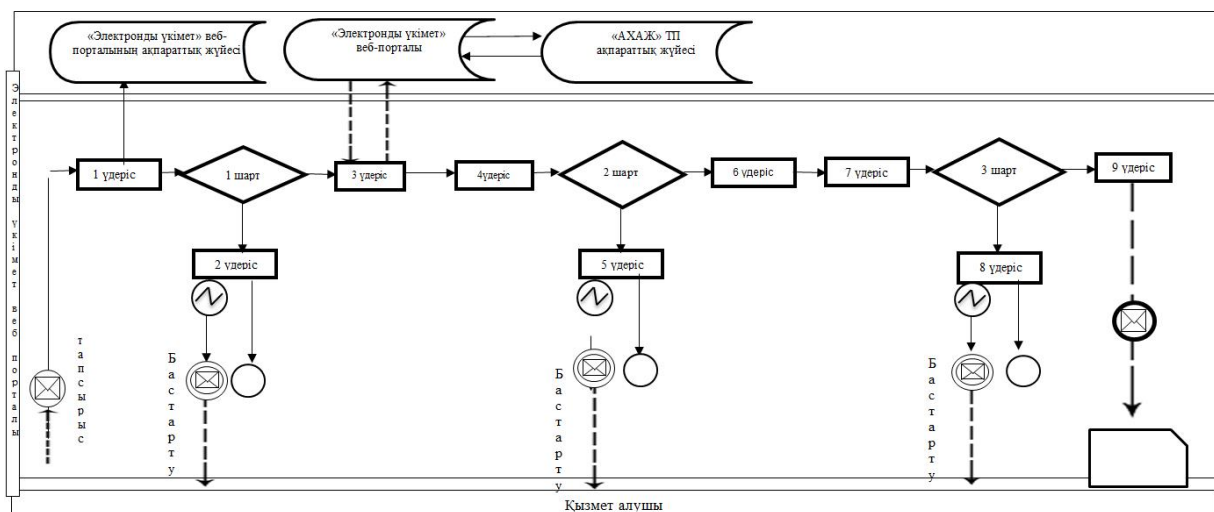 «Электронды үкімет» веб-
порталының ақпараттық жүйесі
«Электронды үкімет»
веб-порталы
«АХАЖ» ТП
ақпараттық жүйесі
Электронды үкімет веб порталы
1 үдеріс
1 шарт
3 үдеріс
4үдеріс
2 шарт
6 үдеріс
7 үдеріс
3 шарт
9 үдеріс
2 үдеріс
5 үдеріс
8 үдеріс
тапсырыс
Бастарту
Бастарту
Бастарту
Қызмет алушы